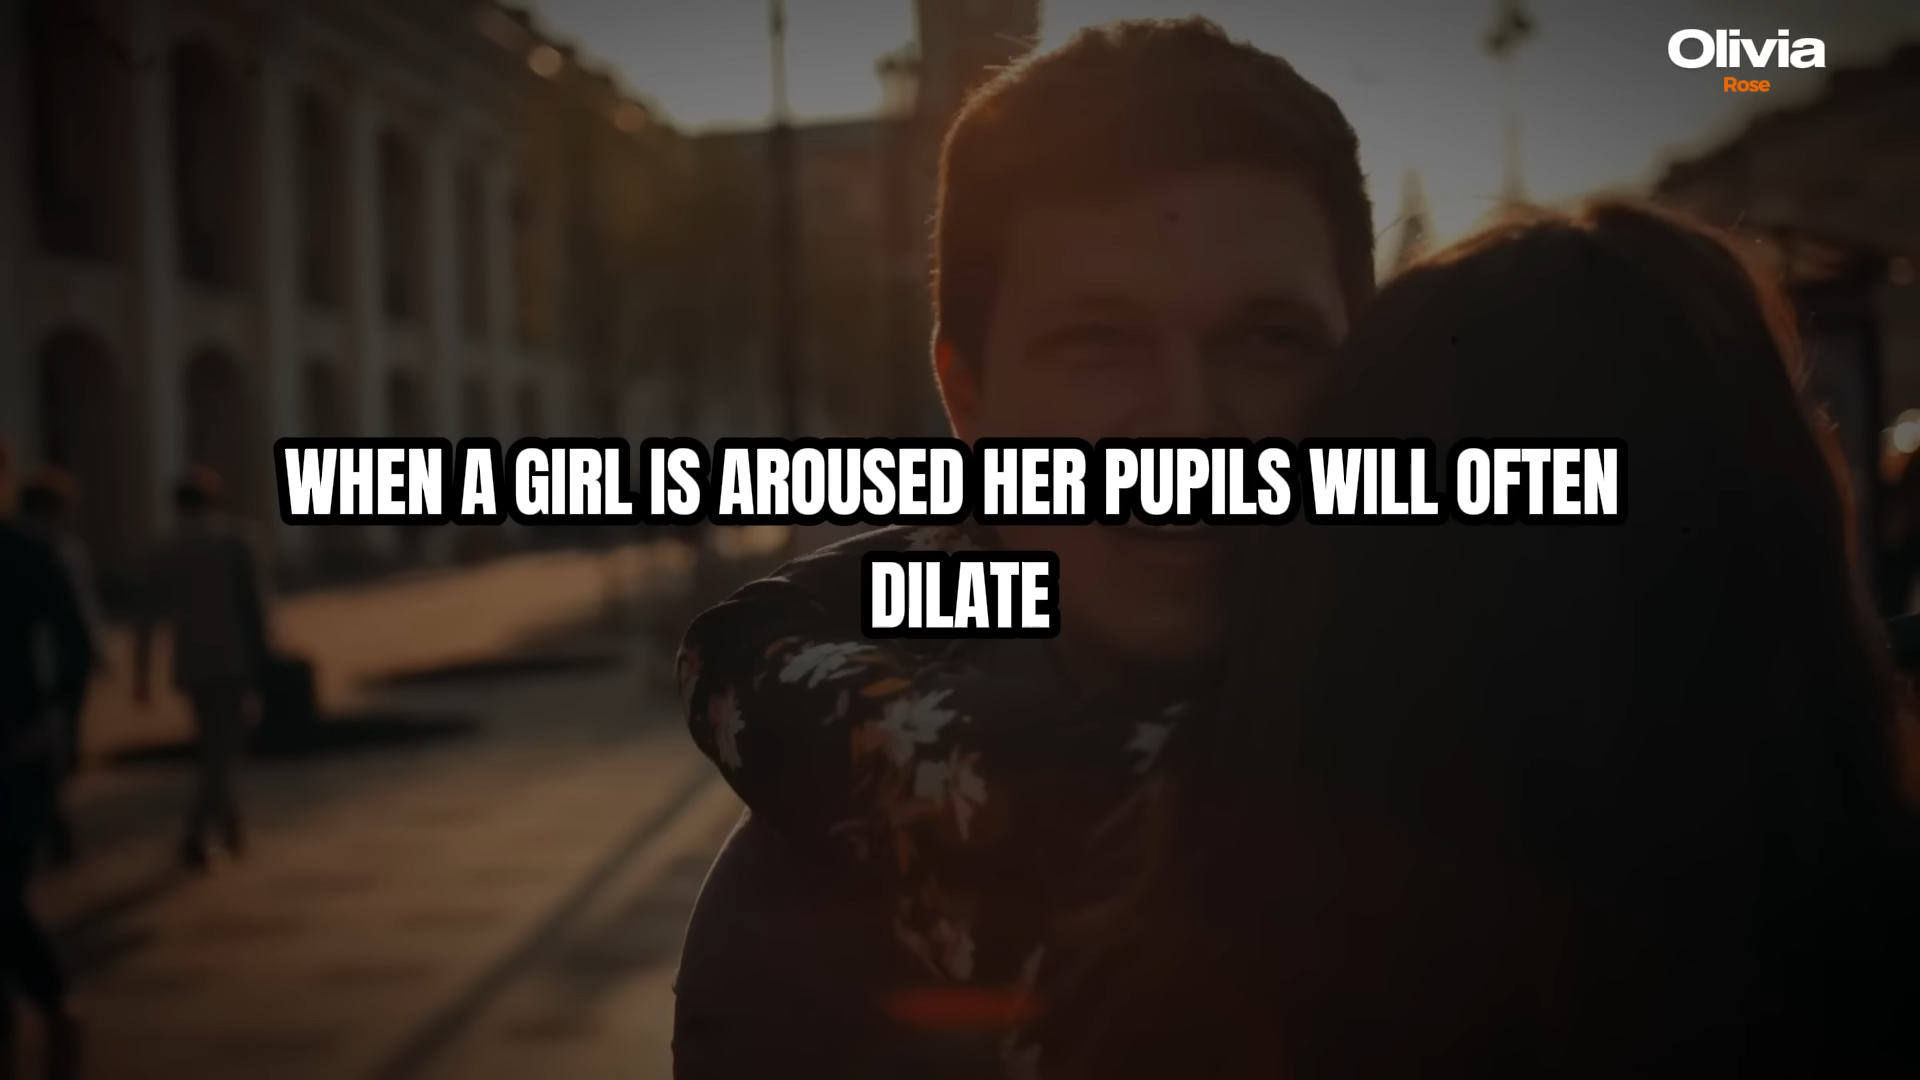 Olivia
Rose
WHEN A GIRL IS AROUSED HER PUPILS WILL OFTEN
DILATE